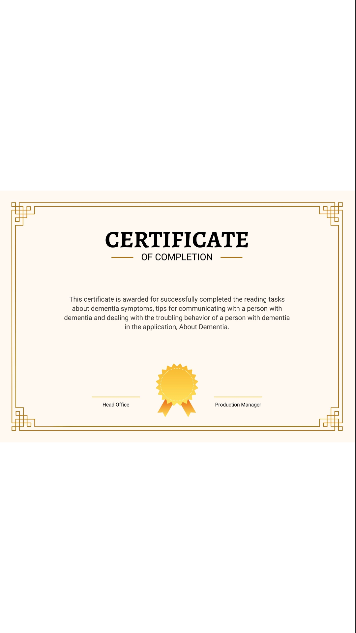 CERTIFICATE
OF COMPLETION
This certificate is awarded for successfully completed the reading tasks
about dementia symptoms, tips for communicating with a person with
dementia and dealing with the troubling behavior of a person with dementia
in the application, About Dementia.
Head Office
Production Manager